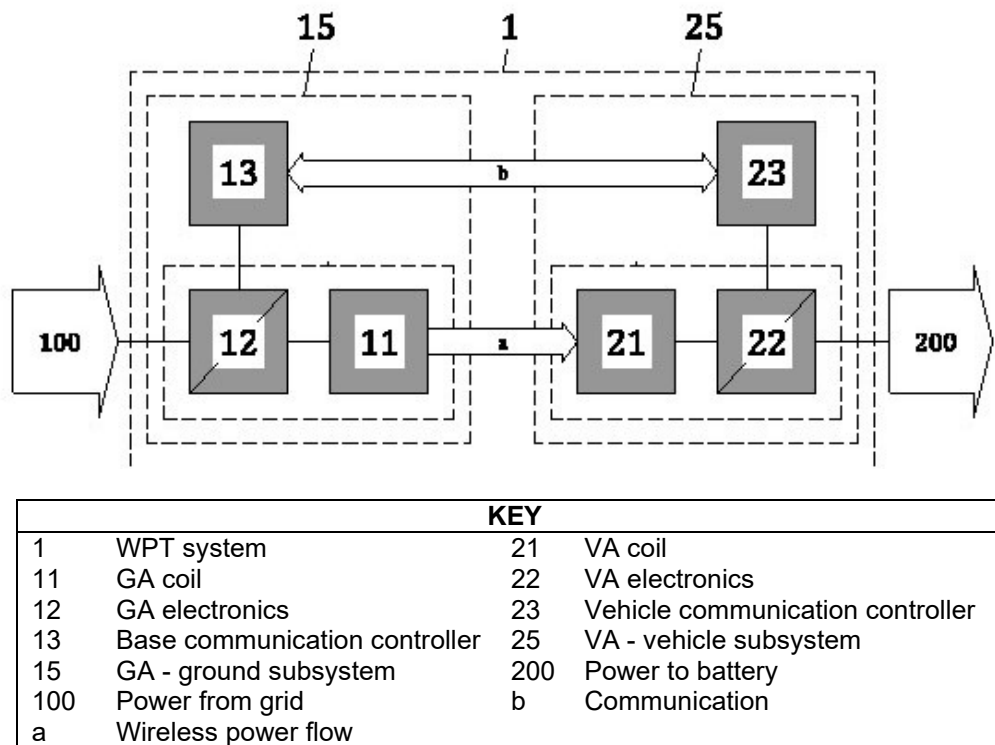 15 1 25
13 b 23
100 12 11 a 21 22 200
KEY
1 WPT system 21 VA coil
11 GA coil 22 VA electronics
12 GA electronics 23 Vehicle communication controller
13 Base communication controller 25 VA - vehicle subsystem
15 GA - ground subsystem 200 Power to battery
100 Power from grid b Communication
a Wireless power flow